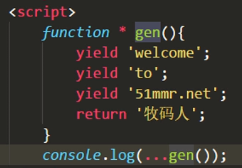 <script>
function * gen(){
yield 'welcome';
yield 'to';
yield '51mmr.net';
return '牧码人';
}
console.log(...gen());